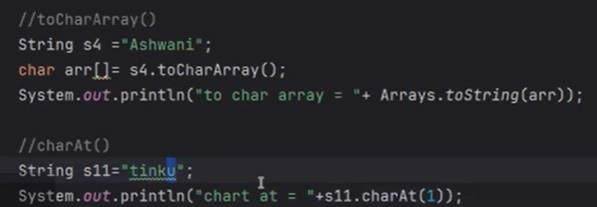 //toCharArray()
String s4 ="Ashwani";
char arr[]= s4.toCharArray();
System.out.println("to char array = "+ Arrays.toString(arr));
//charAt()
String s11="tinku";
System.out.println("chart at = "+s11.charAt(1));